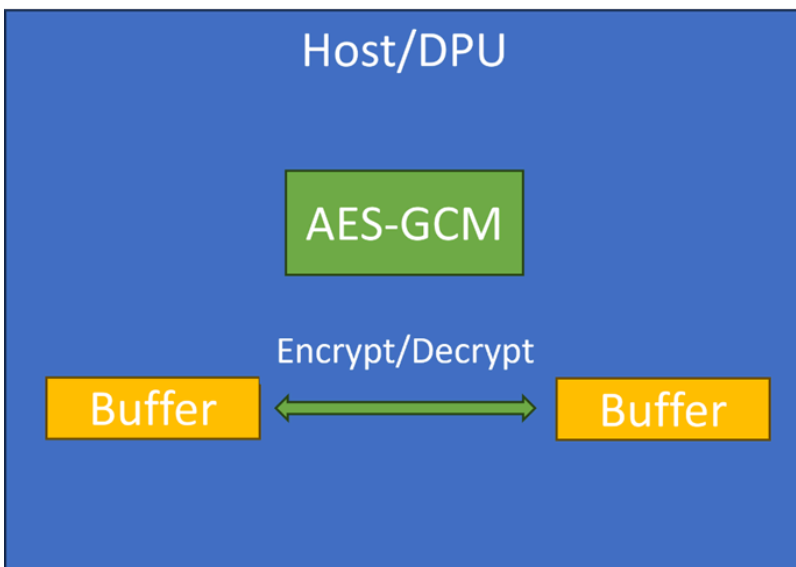 Host/DPU
AES-GCM
Encrypt/Decrypt
Buffer
Buffer